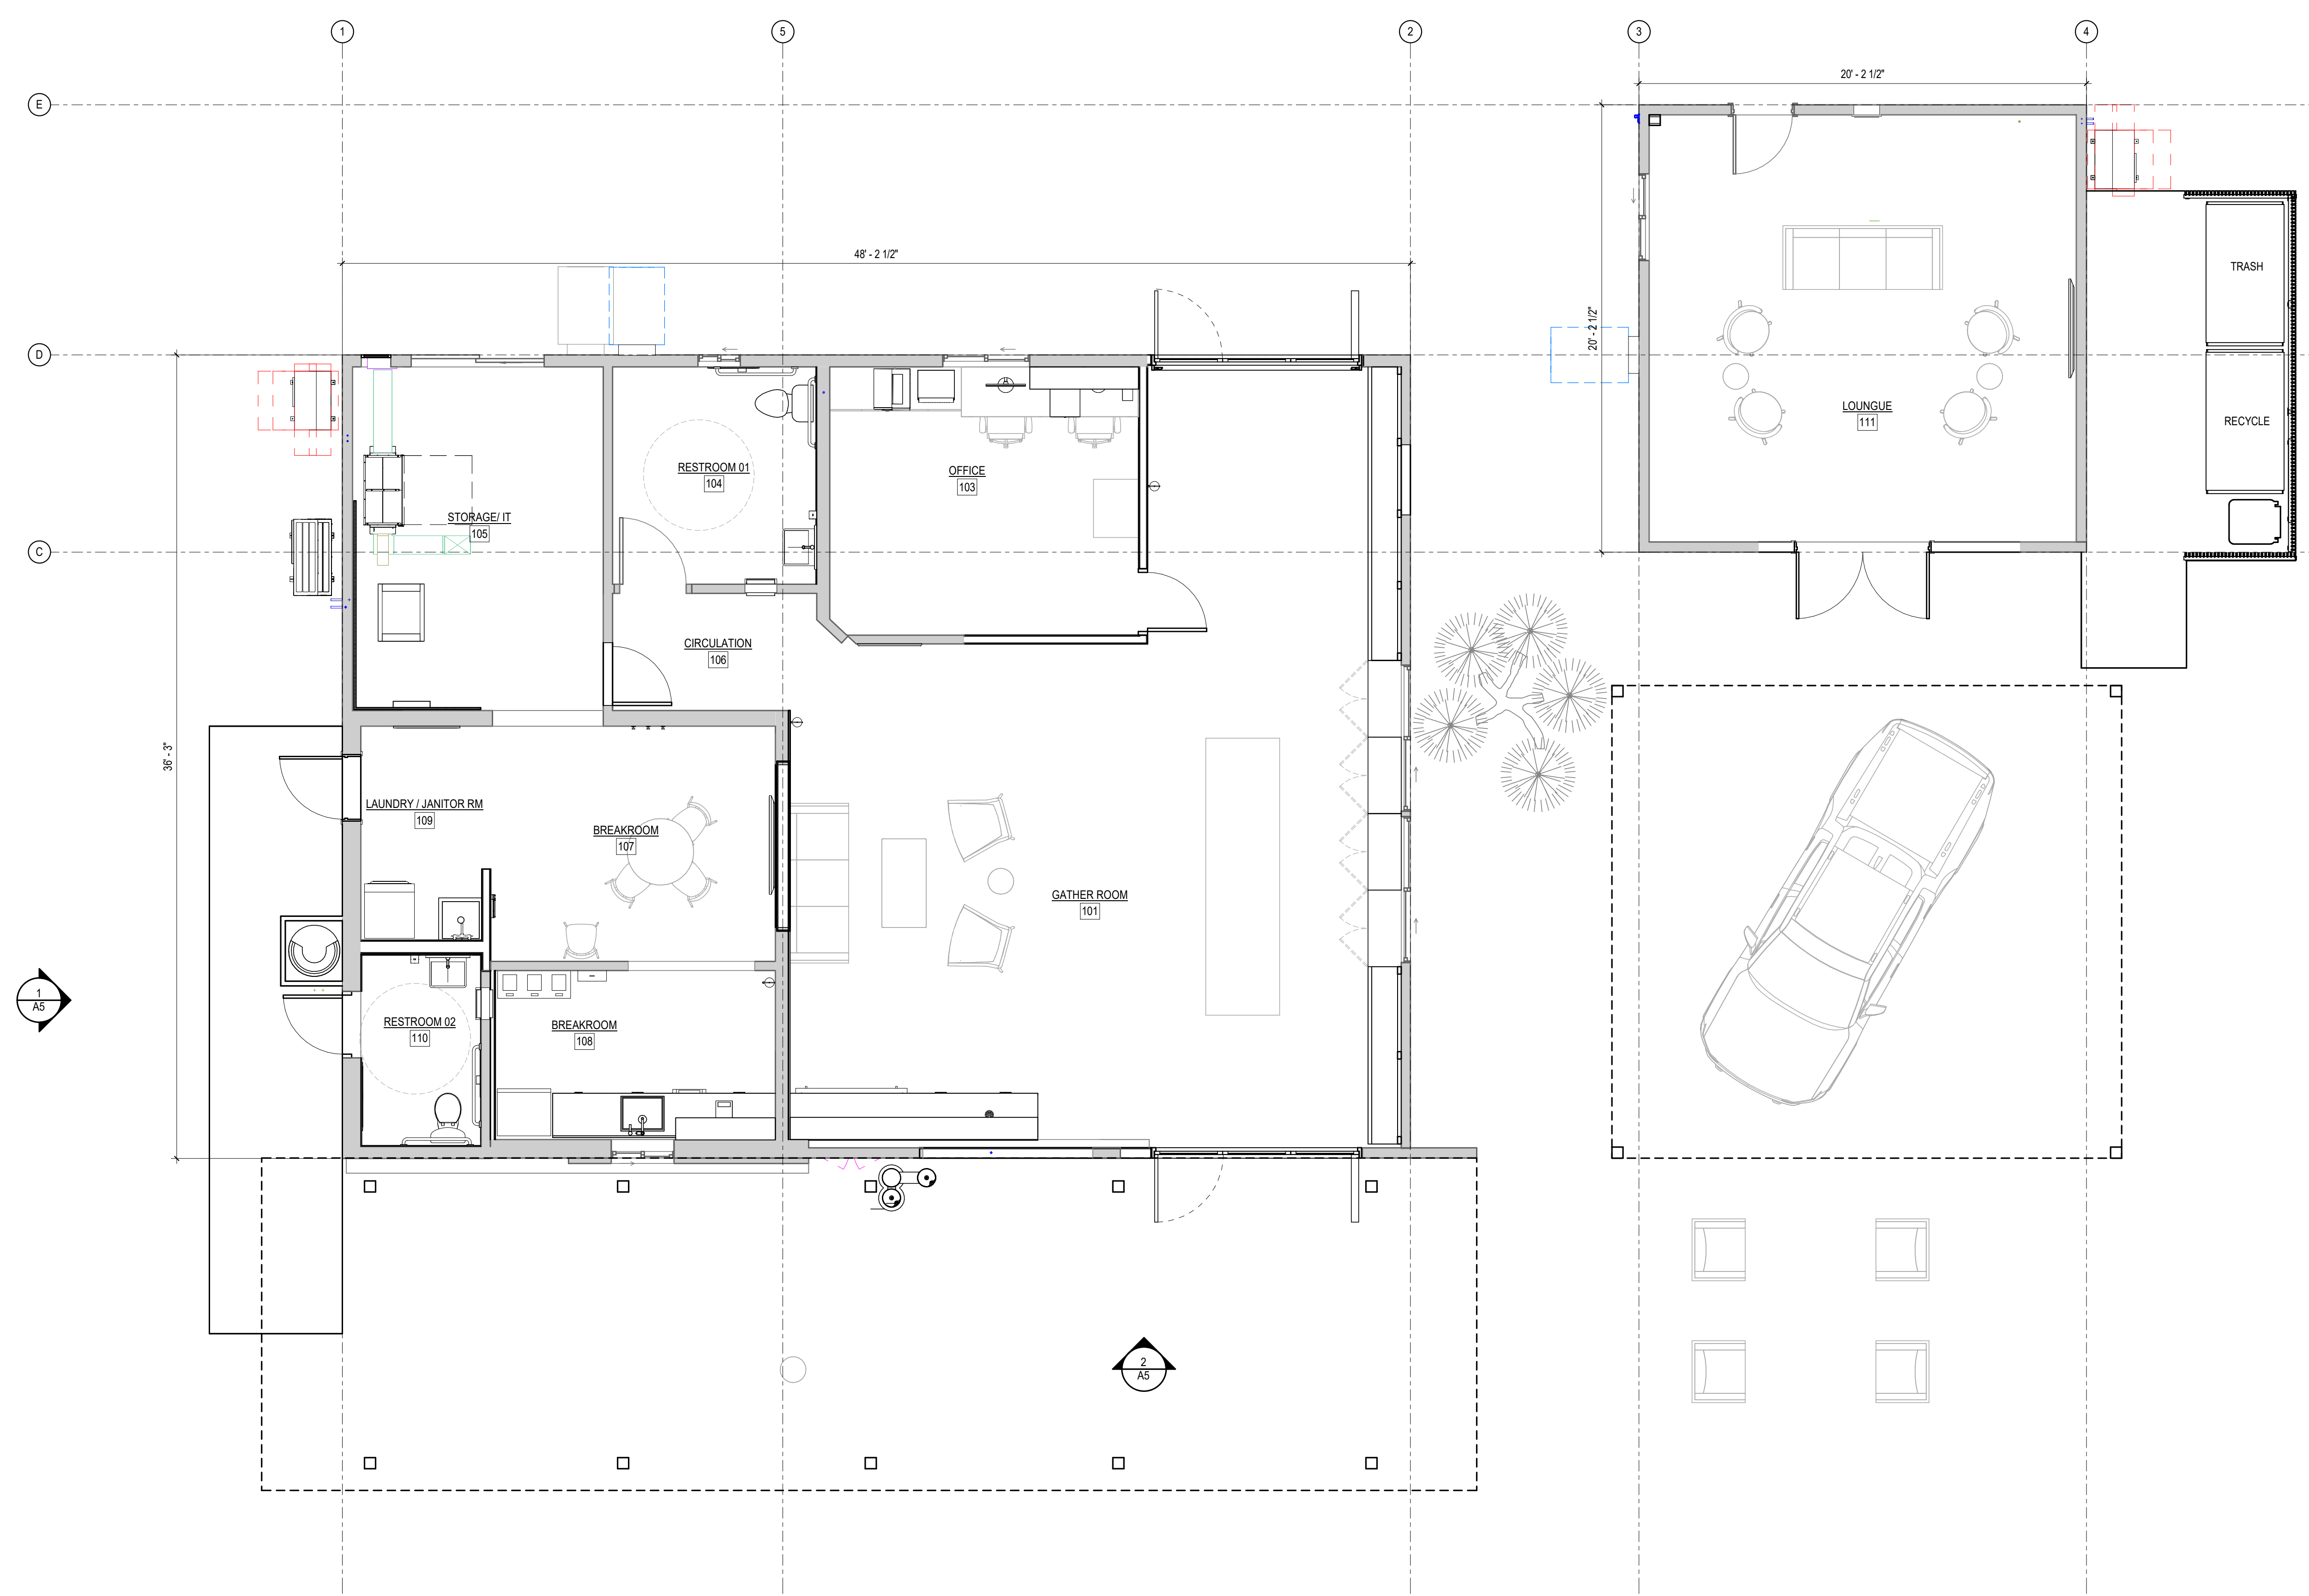 1
5
2
3
4
20' - 2 1/2"
E
48' - 2 1/2"
TRASH
20' - 2 1/2"
D
LOUNGUE
111
RECYCLE
RESTROOM 01
104
OFFICE
103
STORAGE/ IT
105
C
CIRCULATION
106
36' - 3"
LAUNDRY / JANITOR RM
109
BREAKROOM
107
GATHER ROOM
101
1
A5
RESTROOM 02
110
BREAKROOM
108
2
A5